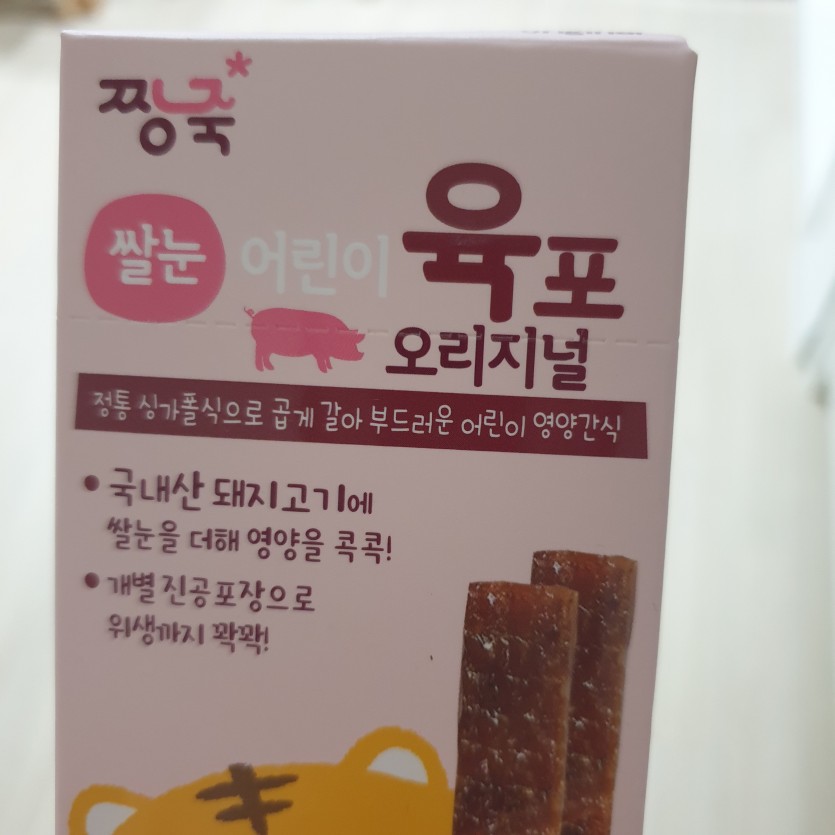 짱죽
쌀눈 어린이 육포
오리지널
정통 싱가폴식으로 곱게 갈아 부드러운 어린이 영양간식
• 국내산 돼지고기에
쌀눈을 더해 영양을 콕콕!
• 개별 진공 포장으로
위생까지 꽉꽉!